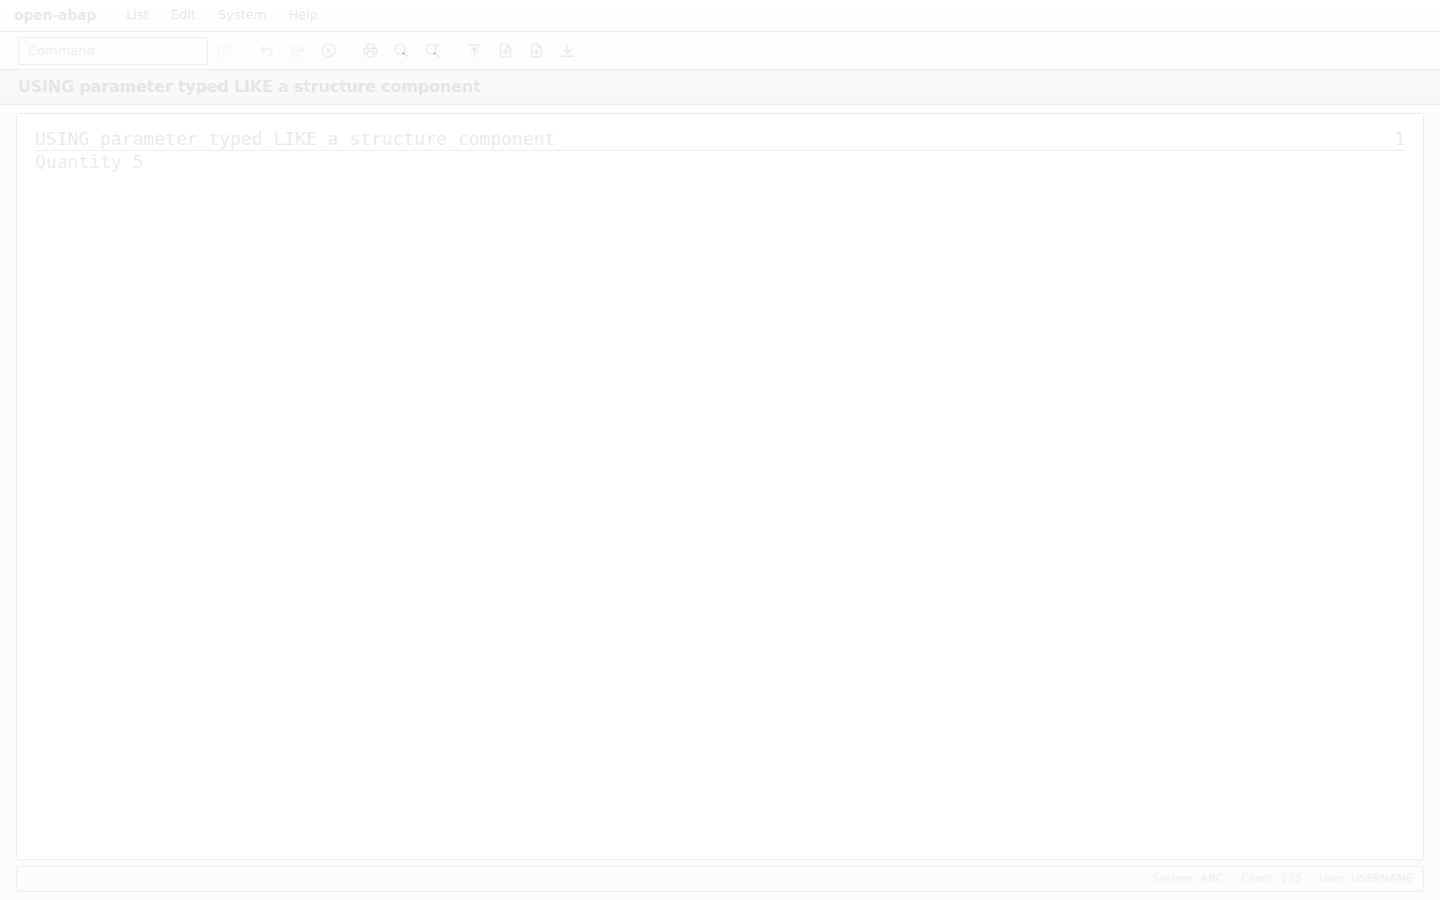 open-abap List Edit System Help
Command
USING parameter typed LIKE a structure component
USING parameter typed LIKE a structure component 1
Quantity 5
System: ABC Client: 123 User: USERNAME